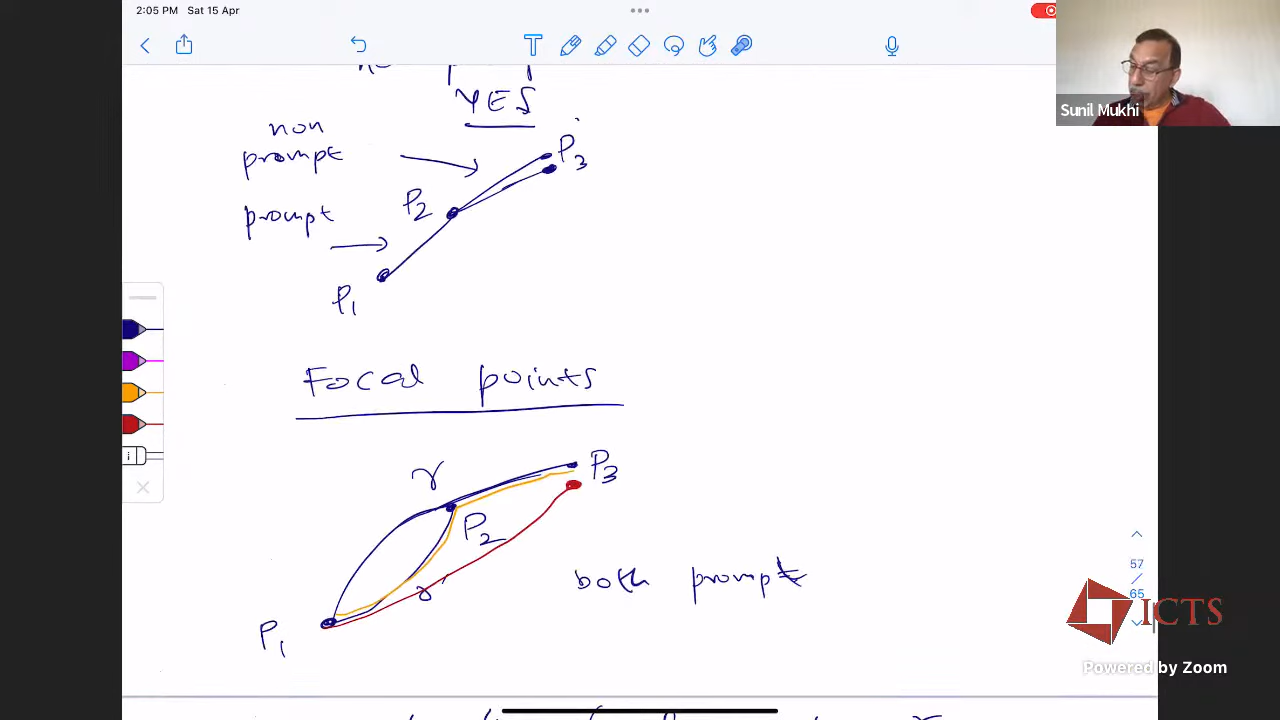 2:05 PM Sat 15 Apr
Sunil Mukhi
YES
non
prompt
P3
P2
prompt
P1
Focal points
γ
P3
P2
γ′
both prompt
P1
57
/
65
ICTS
Powered by Zoom